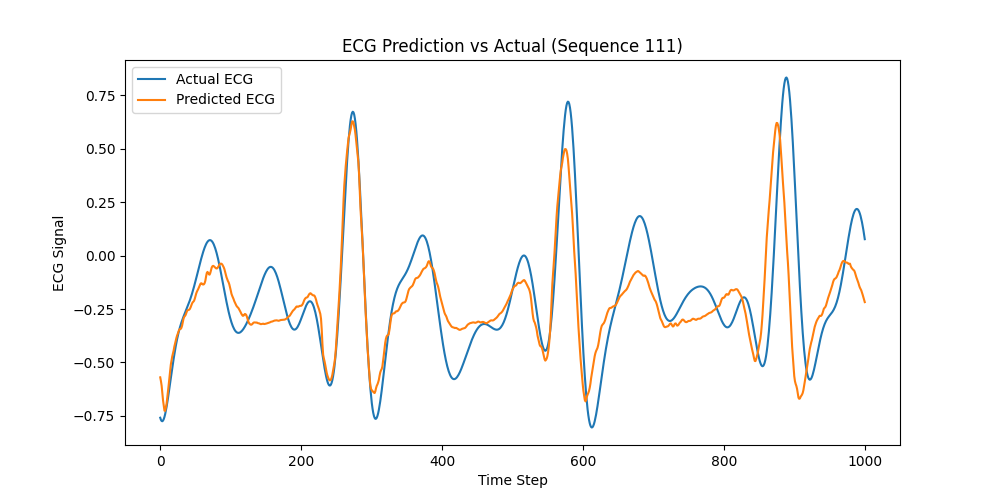 ECG Prediction vs Actual (Sequence 111)
Actual ECG
Predicted ECG
ECG Signal
0.75
0.50
0.25
0.00
−0.25
−0.50
−0.75
0 200 400 600 800 1000
Time Step